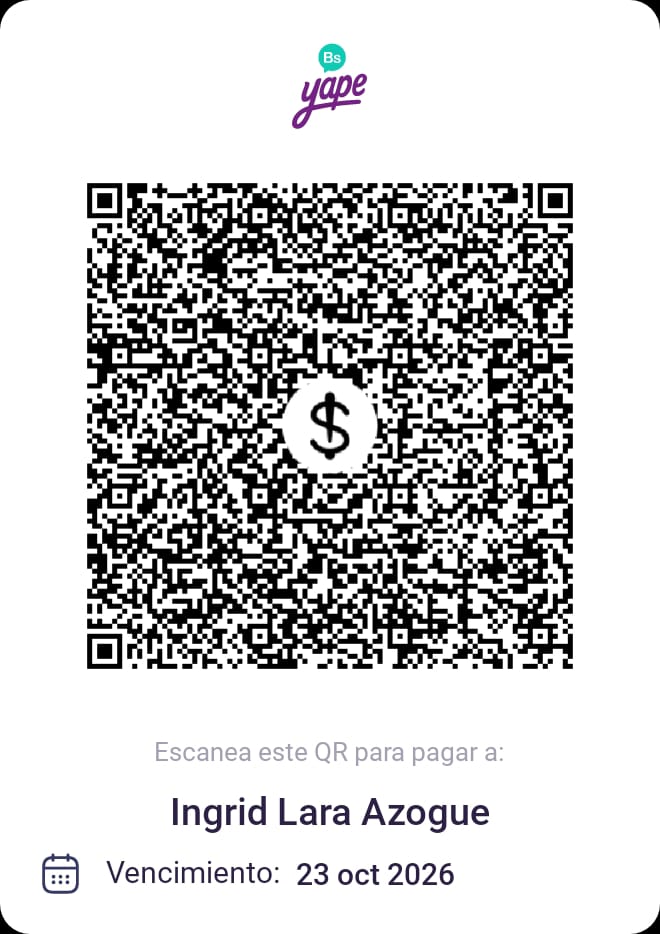 Bs
yape
$
Escanea este QR para pagar a:
Ingrid Lara Azogue
Vencimiento: 23 oct 2026